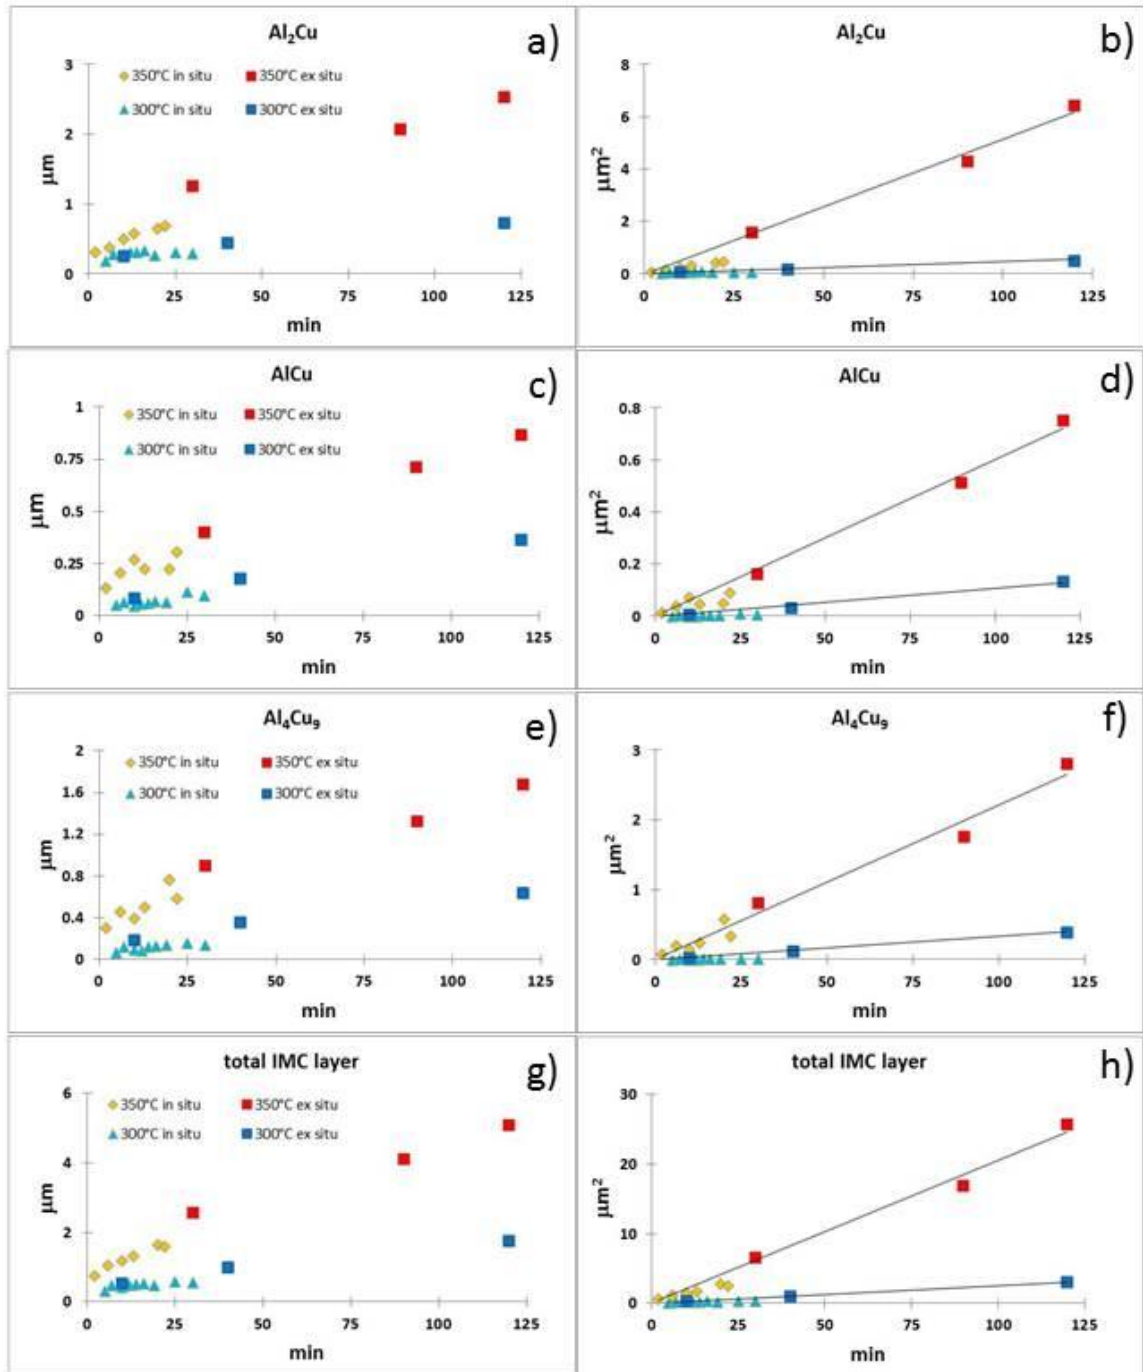 Al₂Cu
a)
3
2
1
0
μm
350°C in situ
350°C ex situ
300°C in situ
300°C ex situ
0 25 50 75 100 125
min
Al₂Cu
b)
8
6
4
2
0
μm²
0 25 50 75 100 125
min
AlCu
c)
1
0.75
0.5
0.25
0
μm
350°C in situ
350°C ex situ
300°C in situ
300°C ex situ
0 25 50 75 100 125
min
AlCu
d)
0.8
0.6
0.4
0.2
0
μm²
0 25 50 75 100 125
min
Al₄Cu₉
e)
2
1.6
1.2
0.8
0.4
0
μm
350°C in situ
350°C ex situ
300°C in situ
300°C ex situ
0 25 50 75 100 125
min
Al₄Cu₉
f)
3
2
1
0
μm²
0 25 50 75 100 125
min
total IMC layer
g)
6
4
2
0
μm
350°C in situ
350°C ex situ
300°C in situ
300°C ex situ
0 25 50 75 100 125
min
total IMC layer
h)
30
20
10
0
μm²
0 25 50 75 100 125
min